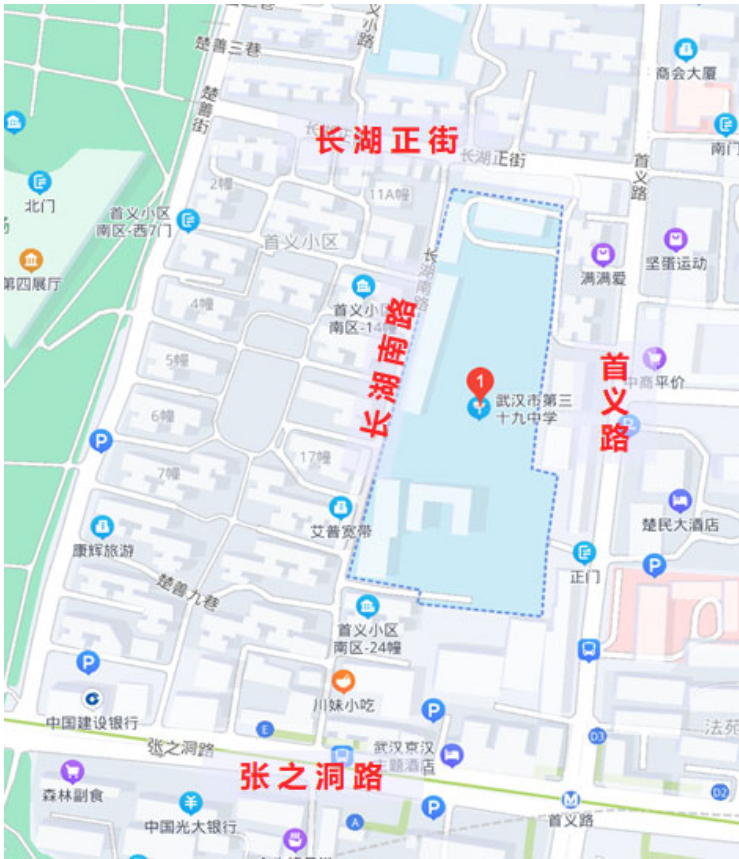 楚善三巷
首义小路
商会大厦
楚善街
长湖正街
长湖正街
南门
首义路
北门
2幢
11A幢
首义小区
南区-西7门
首义小区
长湖南路
满满爱
坚蛋运动
第四展厅
4幢
首义小区
南区-14幢
长湖南路
首义路
5幢
中商平价
1
武汉市第三
十九中学
6幢
P
P
17幢
7幢
艾普宽带
楚民大酒店
康辉旅游
正门
P
楚善九巷
首义小区
南区-24幢
P
川妹小吃
中国建设银行
P
E
法苑
D3
张之洞路
武汉京汉
主题酒店
张之洞路
森林副食
D2
中国光大银行
P
首义路
A